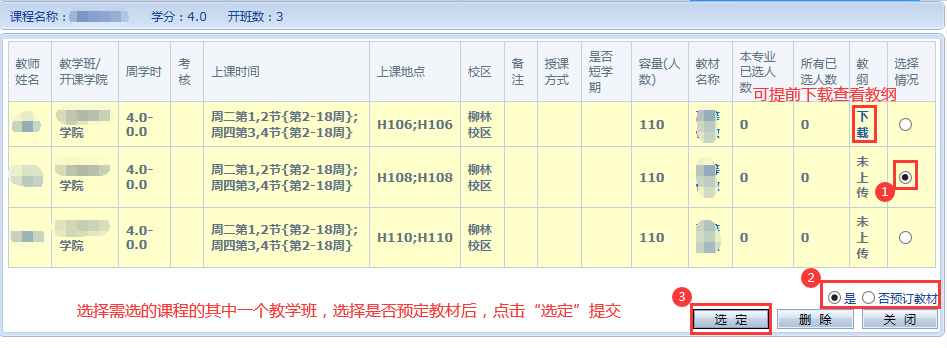 课程名称： 学分：4.0 开班数：3
教师姓名 教学班/开课学院 周学时 考核 上课时间 上课地点 校区 备注 授课方式 是否短学期 容量(人数) 教材名称 本专业已选人数 所有已选人数 教纲 选择情况
可提前下载查看教纲
学院 4.0-0.0 周二第1,2节{第2-18周}; 周四第3,4节{第2-18周} H106;H106 柳林校区 110 0 0 下载
学院 4.0-0.0 周二第1,2节{第2-18周}; 周四第3,4节{第2-18周} H108;H108 柳林校区 110 0 0 未上传
1
学院 4.0-0.0 周二第1,2节{第2-18周}; 周四第3,4节{第2-18周} H110;H110 柳林校区 110 0 0 未上传
2
是 否预订教材
选择需选的课程的其中一个教学班，选择是否预定教材后，点击“选定”提交
3
选 定 删 除 关 闭